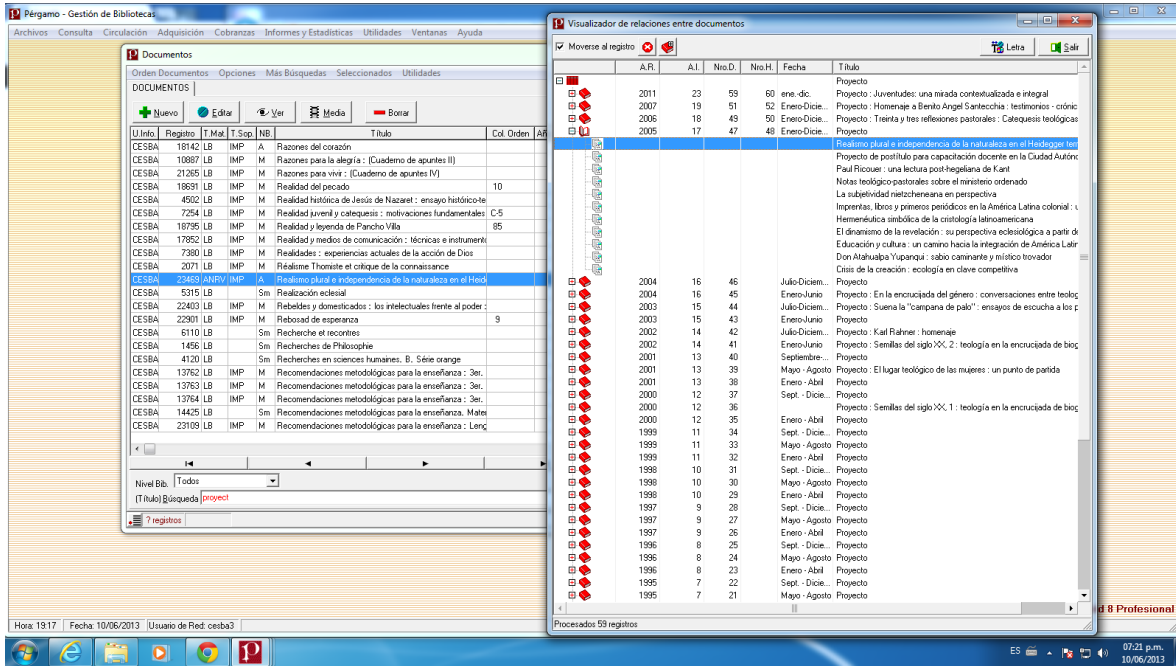 Pérgamo - Gestión de Bibliotecas
Archivos Consulta Circulación Adquisición Cobranzas Informes y Estadísticas Utilidades Ventanas Ayuda
Documentos
Orden Documentos Opciones Más Búsquedas Seleccionados Utilidades
DOCUMENTOS
Nuevo Editar Ver Media Borrar
U.Info. Registro T.Mat. T.Sop. NB. Título Col. Orden
CESBA 18142 LB IMP A Razones del corazón
CESBA 10887 LB IMP M Razones para la alegría : (Cuaderno de apuntes II)
CESBA 21265 LB IMP M Razones para vivir : (Cuaderno de apuntes IV)
CESBA 18691 LB IMP M Realidad del pecado 10
CESBA 4502 LB IMP M Realidad histórica de Jesús de Nazaret : ensayo histórico-te
CESBA 7254 LB IMP M Realidad juvenil y catequesis : motivaciones fundamentales C-5
CESBA 18795 LB IMP M Realidad y leyenda de Pancho Villa 85
CESBA 17852 LB IMP M Realidad y medios de comunicación : técnicas e instrumento
CESBA 7380 LB IMP M Realidades : experiencias actuales de la acción de Dios
CESBA 2071 LB IMP M Réalisme Thomiste et critique de la connaissance
CESBA 23469 ANRV IMP A Realismo plural e independencia de la naturaleza en el Heid
CESBA 5315 LB Sm Realización eclesial
CESBA 22403 LB IMP M Rebeldes y domesticados : los intelectuales frente al poder :
CESBA 22901 LB IMP M Rebosad de esperanza 9
CESBA 6110 LB Sm Recherche et recontres
CESBA 1456 LB Sm Recherches de Philosophie
CESBA 4120 LB Sm Recherches en sciences humaines. B. Série orange
CESBA 13762 LB IMP M Recomendaciones metodológicas para la enseñanza : 3er.
CESBA 13763 LB IMP M Recomendaciones metodológicas para la enseñanza : 3er.
CESBA 13764 LB IMP M Recomendaciones metodológicas para la enseñanza : 3er.
CESBA 14425 LB Sm Recomendaciones metodológicas para la enseñanza. Mater
CESBA 23109 LB IMP M Recomendaciones metodológicas para la enseñanza : Leng
Nivel Bib. Todos
(Título) Búsqueda proyect
? registros
Visualizador de relaciones entre documentos
Moverse al registro Letra Salir
A.R. A.I. Nro.D. Nro.H. Fecha Título
Proyecto
2011 23 59 60 ene.-dic. Proyecto : Juventudes: una mirada contextualizada e integral
2007 19 51 52 Enero-Dicie... Proyecto : Homenaje a Benito Angel Santecchia : testimonios - crónic
2006 18 49 50 Enero-Dicie... Proyecto : Treinta y tres reflexiones pastorales : Catequesis teológicas
2005 17 47 48 Enero-Dicie... Proyecto
Realismo plural e independencia de la naturaleza en el Heidegger tem
Proyecto de postítulo para capacitación docente en la Ciudad Autónc
Paul Ricouer : una lectura post-hegeliana de Kant
Notas teológico-pastorales sobre el ministerio ordenado
La subjetividad nietzcheneana en perspectiva
Imprentas, libros y primeros periódicos en la América Latina colonial : u
Hermenéutica simbólica de la cristología latinoamericana
El dinamismo de la revelación : su perspectiva eclesiológica a partir de
Educación y cultura : un camino hacia la integración de América Latir
Don Atahualpa Yupanqui : sabio caminante y místico trovador
Crisis de la creación : ecología en clave competitiva
2004 16 46 Julio-Diciem... Proyecto
2004 16 45 Enero-Junio Proyecto : En la encrucijada del género : conversaciones entre teolog
2003 15 44 Julio-Diciem... Proyecto : Suena la "campana de palo" : ensayos de escucha a los p
2003 15 43 Enero-Junio Proyecto
2002 14 42 Julio-Diciem... Proyecto : Karl Rahner : homenaje
2002 14 41 Enero-Junio Proyecto : Semillas del siglo XX, 2 : teología en la encrucijada de biog
2001 13 40 Septiembre-... Proyecto
2001 13 39 Mayo - Agosto Proyecto : El lugar teológico de las mujeres : un punto de partida
2001 13 38 Enero - Abril Proyecto
2000 12 37 Sept. - Dicie... Proyecto
2000 12 36 Proyecto : Semillas del siglo XX, 1 : teología en la encrucijada de biog
2000 12 35 Enero - Abril Proyecto
1999 11 34 Sept. - Dicie... Proyecto
1999 11 33 Mayo - Agosto Proyecto
1999 11 32 Enero - Abril Proyecto
1998 10 31 Sept. - Dicie... Proyecto
1998 10 30 Mayo - Agosto Proyecto
1998 10 29 Enero - Abril Proyecto
1997 9 28 Sept. - Dicie... Proyecto
1997 9 27 Mayo - Agosto Proyecto
1997 9 26 Enero - Abril Proyecto
1996 8 25 Sept. - Dicie... Proyecto
1996 8 24 Mayo - Agosto Proyecto
1996 8 23 Enero - Abril Proyecto
1995 7 22 Sept. - Dicie... Proyecto
1995 7 21 Mayo - Agosto Proyecto
Procesados 59 registros
d 8 Profesional
Hora: 19:17 Fecha: 10/06/2013 Usuario de Red: cesba3
ES 07:21 p.m.
10/06/2013